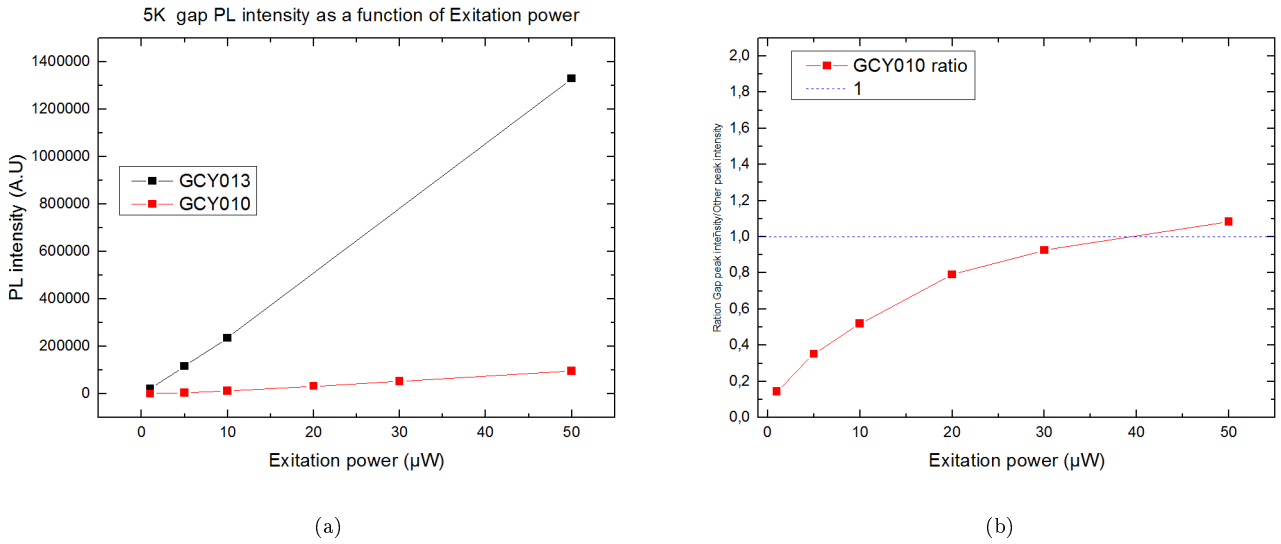 5K gap PL intensity as a function of Exitation power
PL intensity (A.U)
1400000
1200000
1000000
800000
600000
400000
200000
0
GCY013
GCY010
0 10 20 30 40 50
Exitation power (µW)
(a)
Ration Gap peak intensity/Other peak intensity
2,0
1,8
1,6
1,4
1,2
1,0
0,8
0,6
0,4
0,2
0,0
GCY010 ratio
1
0 10 20 30 40 50
Exitation power (µW)
(b)